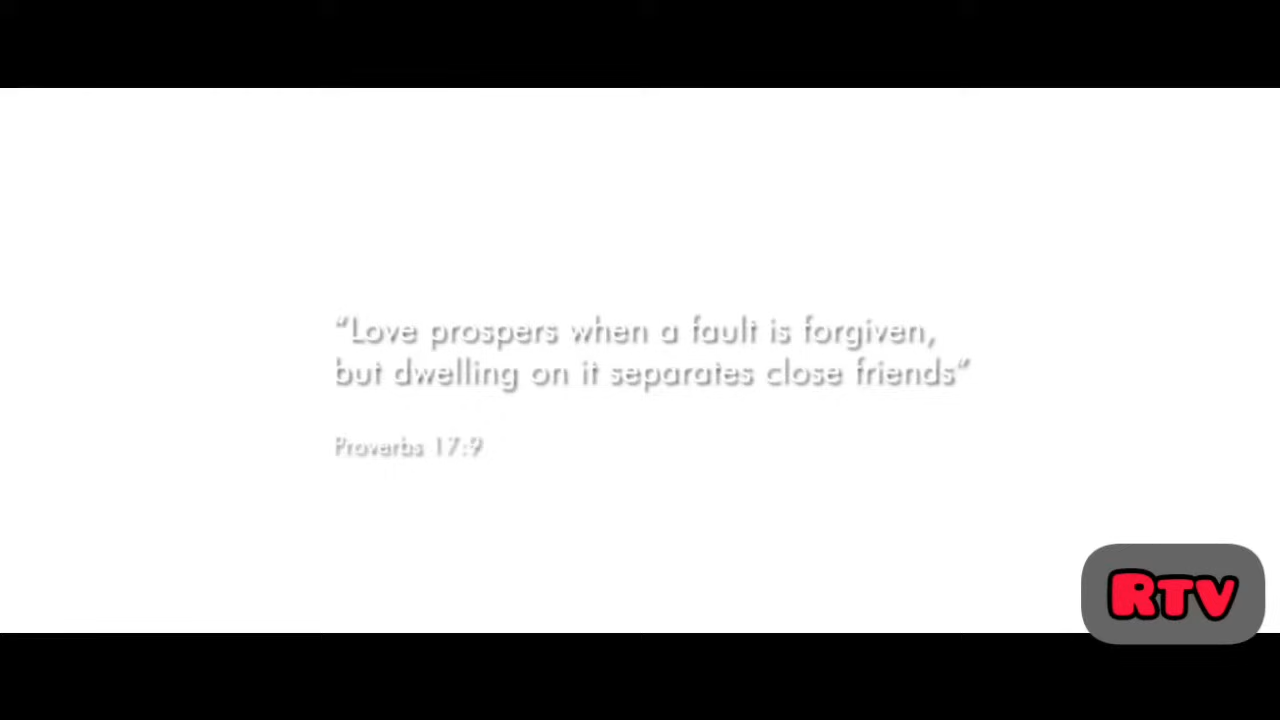 “Love prospers when a fault is forgiven,
but dwelling on it separates close friends”
Proverbs 17:9
RTV